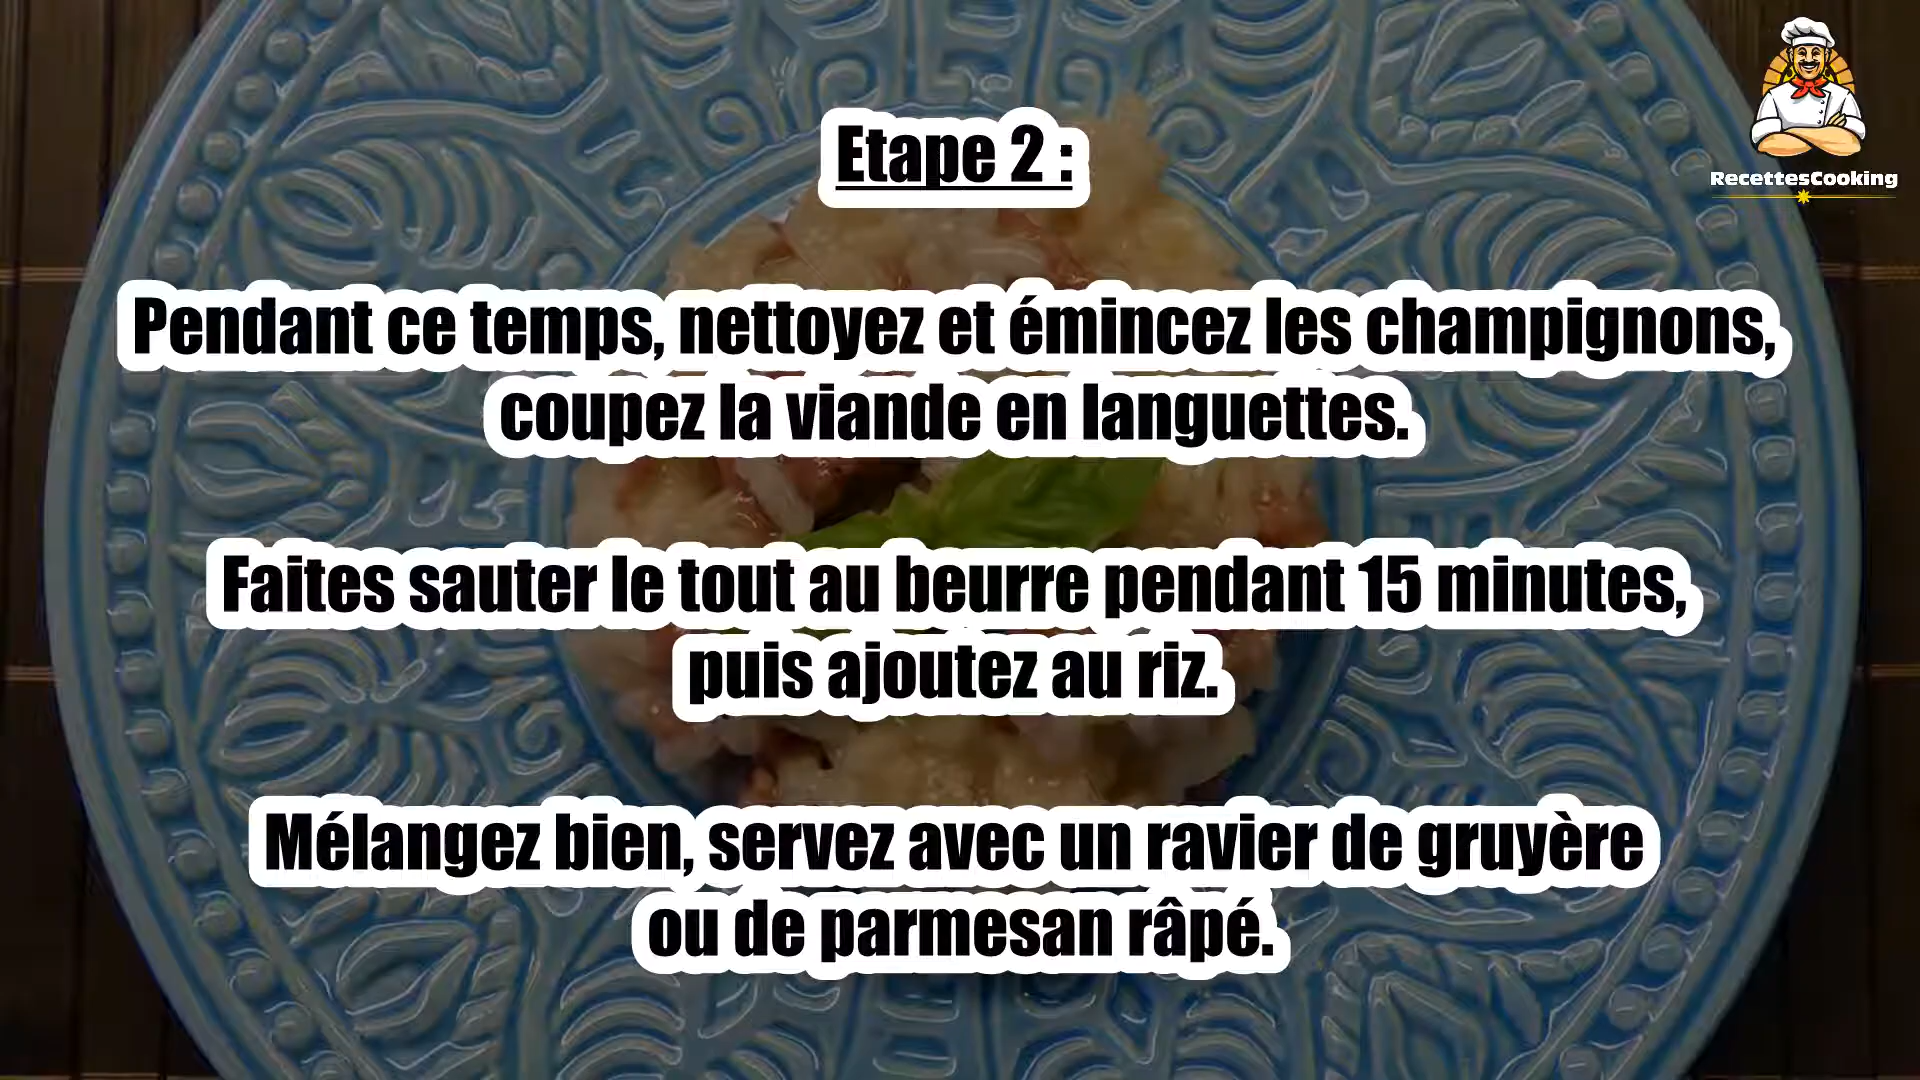 RecettesCooking
Etape 2 :
Pendant ce temps, nettoyez et émincez les champignons,
coupez la viande en languettes.
Faites sauter le tout au beurre pendant 15 minutes,
puis ajoutez au riz.
Mélangez bien, servez avec un ravier de gruyère
ou de parmesan râpé.